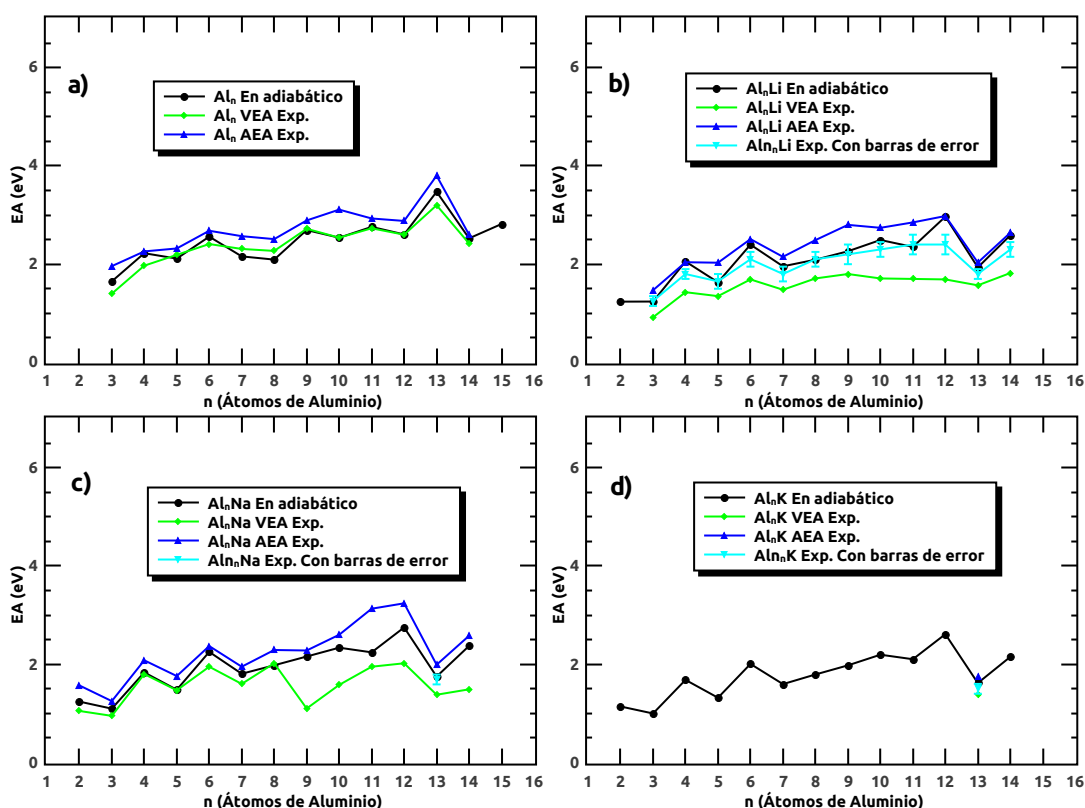 a)
Alₙ En adiabático
Alₙ VEA Exp.
Alₙ AEA Exp.
EA (eV)
6
4
2
0
1 2 3 4 5 6 7 8 9 10 11 12 13 14 15 16
n (Átomos de Aluminio)
b)
AlₙLi En adiabático
AlₙLi VEA Exp.
AlₙLi AEA Exp.
AlnₙLi Exp. Con barras de error
EA (eV)
6
4
2
0
1 2 3 4 5 6 7 8 9 10 11 12 13 14 15 16
n (Átomos de Aluminio)
c)
AlₙNa En adiabático
AlₙNa VEA Exp.
AlₙNa AEA Exp.
AlnₙNa Exp. Con barras de error
EA (eV)
6
4
2
0
1 2 3 4 5 6 7 8 9 10 11 12 13 14 15 16
n (Átomos de Aluminio)
d)
AlₙK En adiabático
AlₙK VEA Exp.
AlₙK AEA Exp.
AlnₙK Exp. Con barras de error
EA (eV)
6
4
2
0
1 2 3 4 5 6 7 8 9 10 11 12 13 14 15 16
n (Átomos de Aluminio)